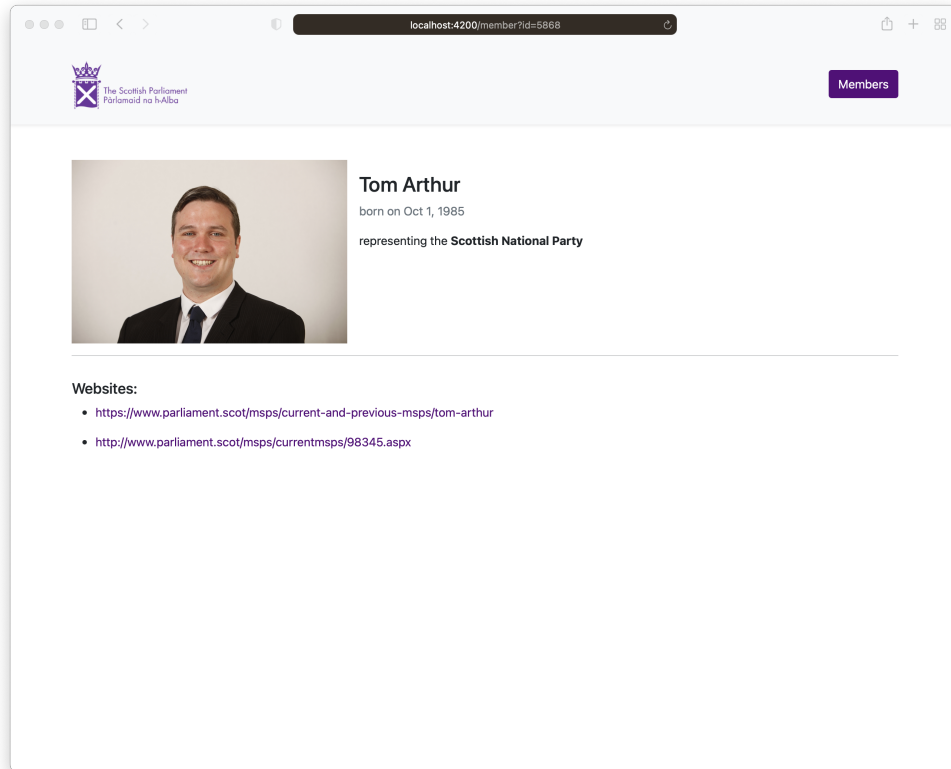 localhost:4200/member?id=5868
The Scottish Parliament
Pàrlamaid na h-Alba
Members
Tom Arthur
born on Oct 1, 1985
representing the Scottish National Party
Websites:
https://www.parliament.scot/msps/current-and-previous-msps/tom-arthur
http://www.parliament.scot/msps/currentmsps/98345.aspx